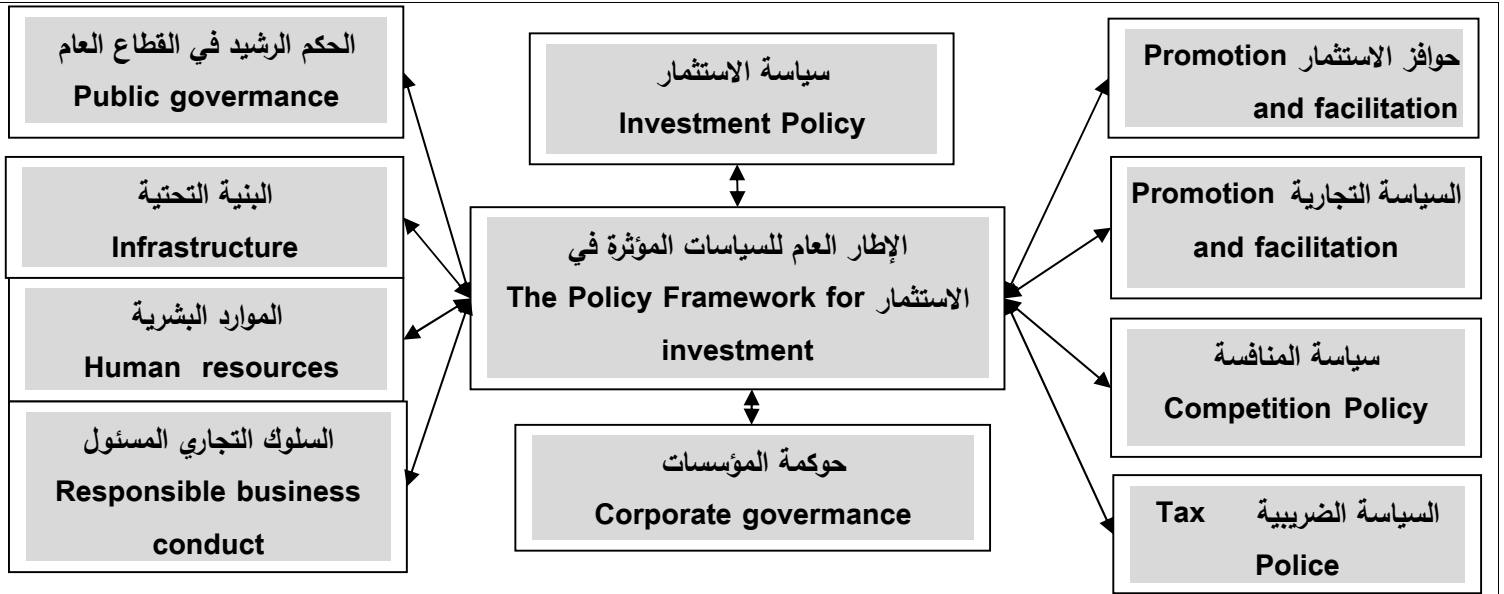 الحكم الرشيد في القطاع العام
Public govermance
سياسة الاستثمار
Investment Policy
حوافز الاستثمار Promotion
and facilitation
البنية التحتية
Infrastructure
السياسة التجارية Promotion
and facilitation
الإطار العام للسياسات المؤثرة في
الاستثمار The Policy Framework for
investment
الموارد البشرية
Human resources
سياسة المنافسة
Competition Policy
السلوك التجاري المسئول
Responsible business
conduct
حوكمة المؤسسات
Corporate govermance
السياسة الضريبية Tax
Police